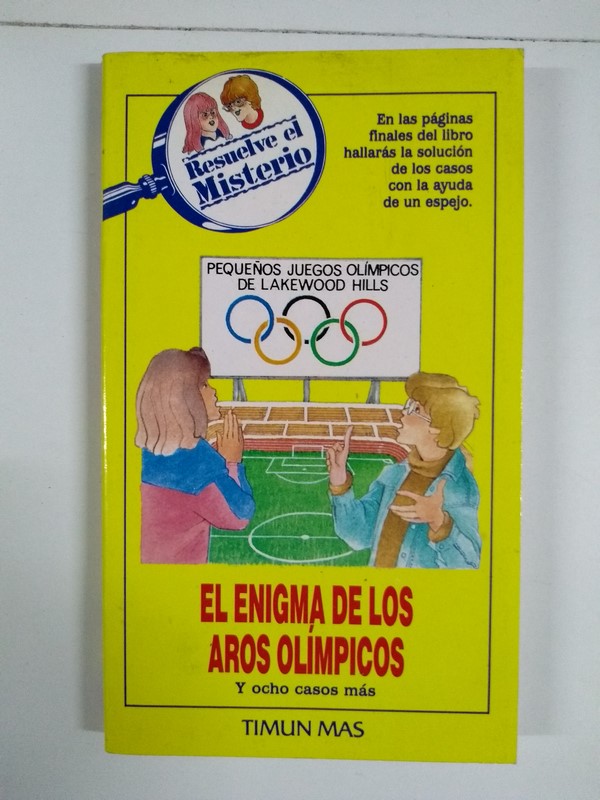 Resuelve el
Misterio
En las páginas
finales del libro
hallarás la solución
de los casos
con la ayuda
de un espejo.
PEQUEÑOS JUEGOS OLÍMPICOS
DE LAKEWOOD HILLS
EL ENIGMA DE LOS
AROS OLÍMPICOS
Y ocho casos más
TIMUN MAS